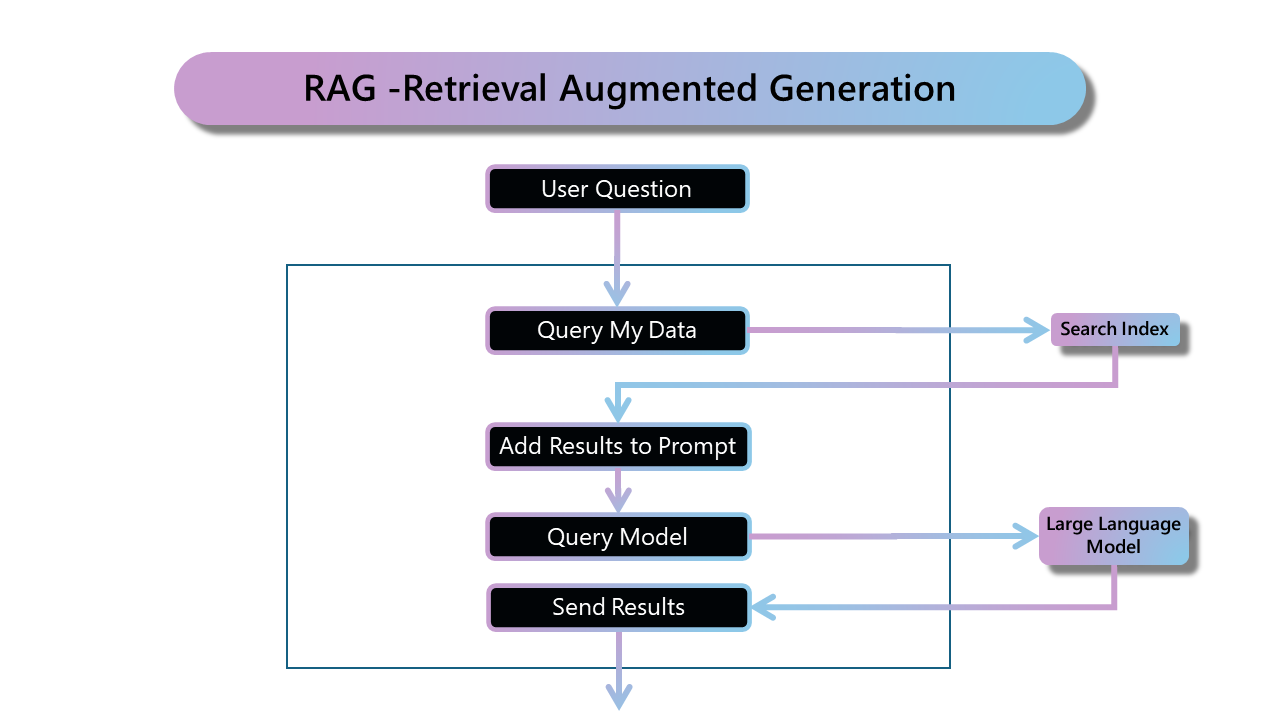 RAG -Retrieval Augmented Generation
User Question
Query My Data
Search Index
Add Results to Prompt
Query Model
Large Language
Model
Send Results